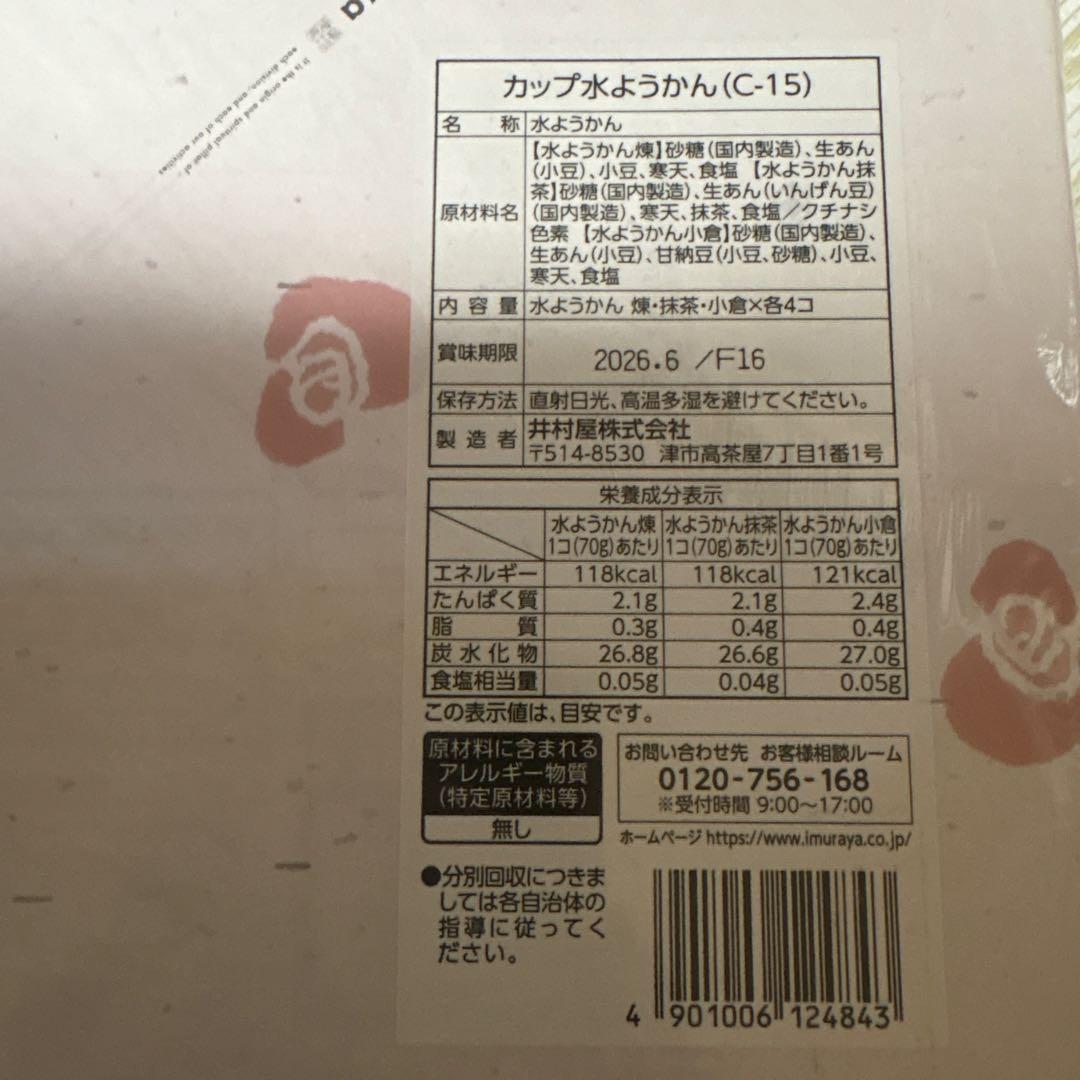 It is the origin and spiritual pillar of
each division, and each of our activities
カップ水ようかん(C-15)
名 称 水ようかん
原材料名
【水ようかん煉】砂糖(国内製造)、生あん
(小豆)、小豆、寒天、食塩 【水ようかん抹
茶】砂糖(国内製造)、生あん(いんげん豆)
(国内製造)、寒天、抹茶、食塩/クチナシ
色素 【水ようかん小倉】砂糖(国内製造)、
生あん(小豆)、甘納豆(小豆、砂糖)、小豆、
寒天、食塩
内容量 水ようかん 煉・抹茶・小倉×各4コ
賞味期限 2026.6 /F16
保存方法 直射日光、高温多湿を避けてください。
製造者 井村屋株式会社
〒514-8530 津市高茶屋7丁目1番1号
栄養成分表示
水ようかん煉 水ようかん抹茶 水ようかん小倉
1コ(70g)あたり 1コ(70g)あたり 1コ(70g)あたり
エネルギー 118kcal 118kcal 121kcal
たんぱく質 2.1g 2.1g 2.4g
脂質 0.3g 0.4g 0.4g
炭水化物 26.8g 26.6g 27.0g
食塩相当量 0.05g 0.04g 0.05g
この表示値は、目安です。
原材料に含まれる
アレルギー物質
(特定原材料等)
無し
お問い合わせ先 お客様相談ルーム
0120-756-168
※受付時間 9:00〜17:00
ホームページ https://www.imuraya.co.jp/
●分別回収につきま
しては各自治体の
指導に従ってく
ださい。
4 901006 124843